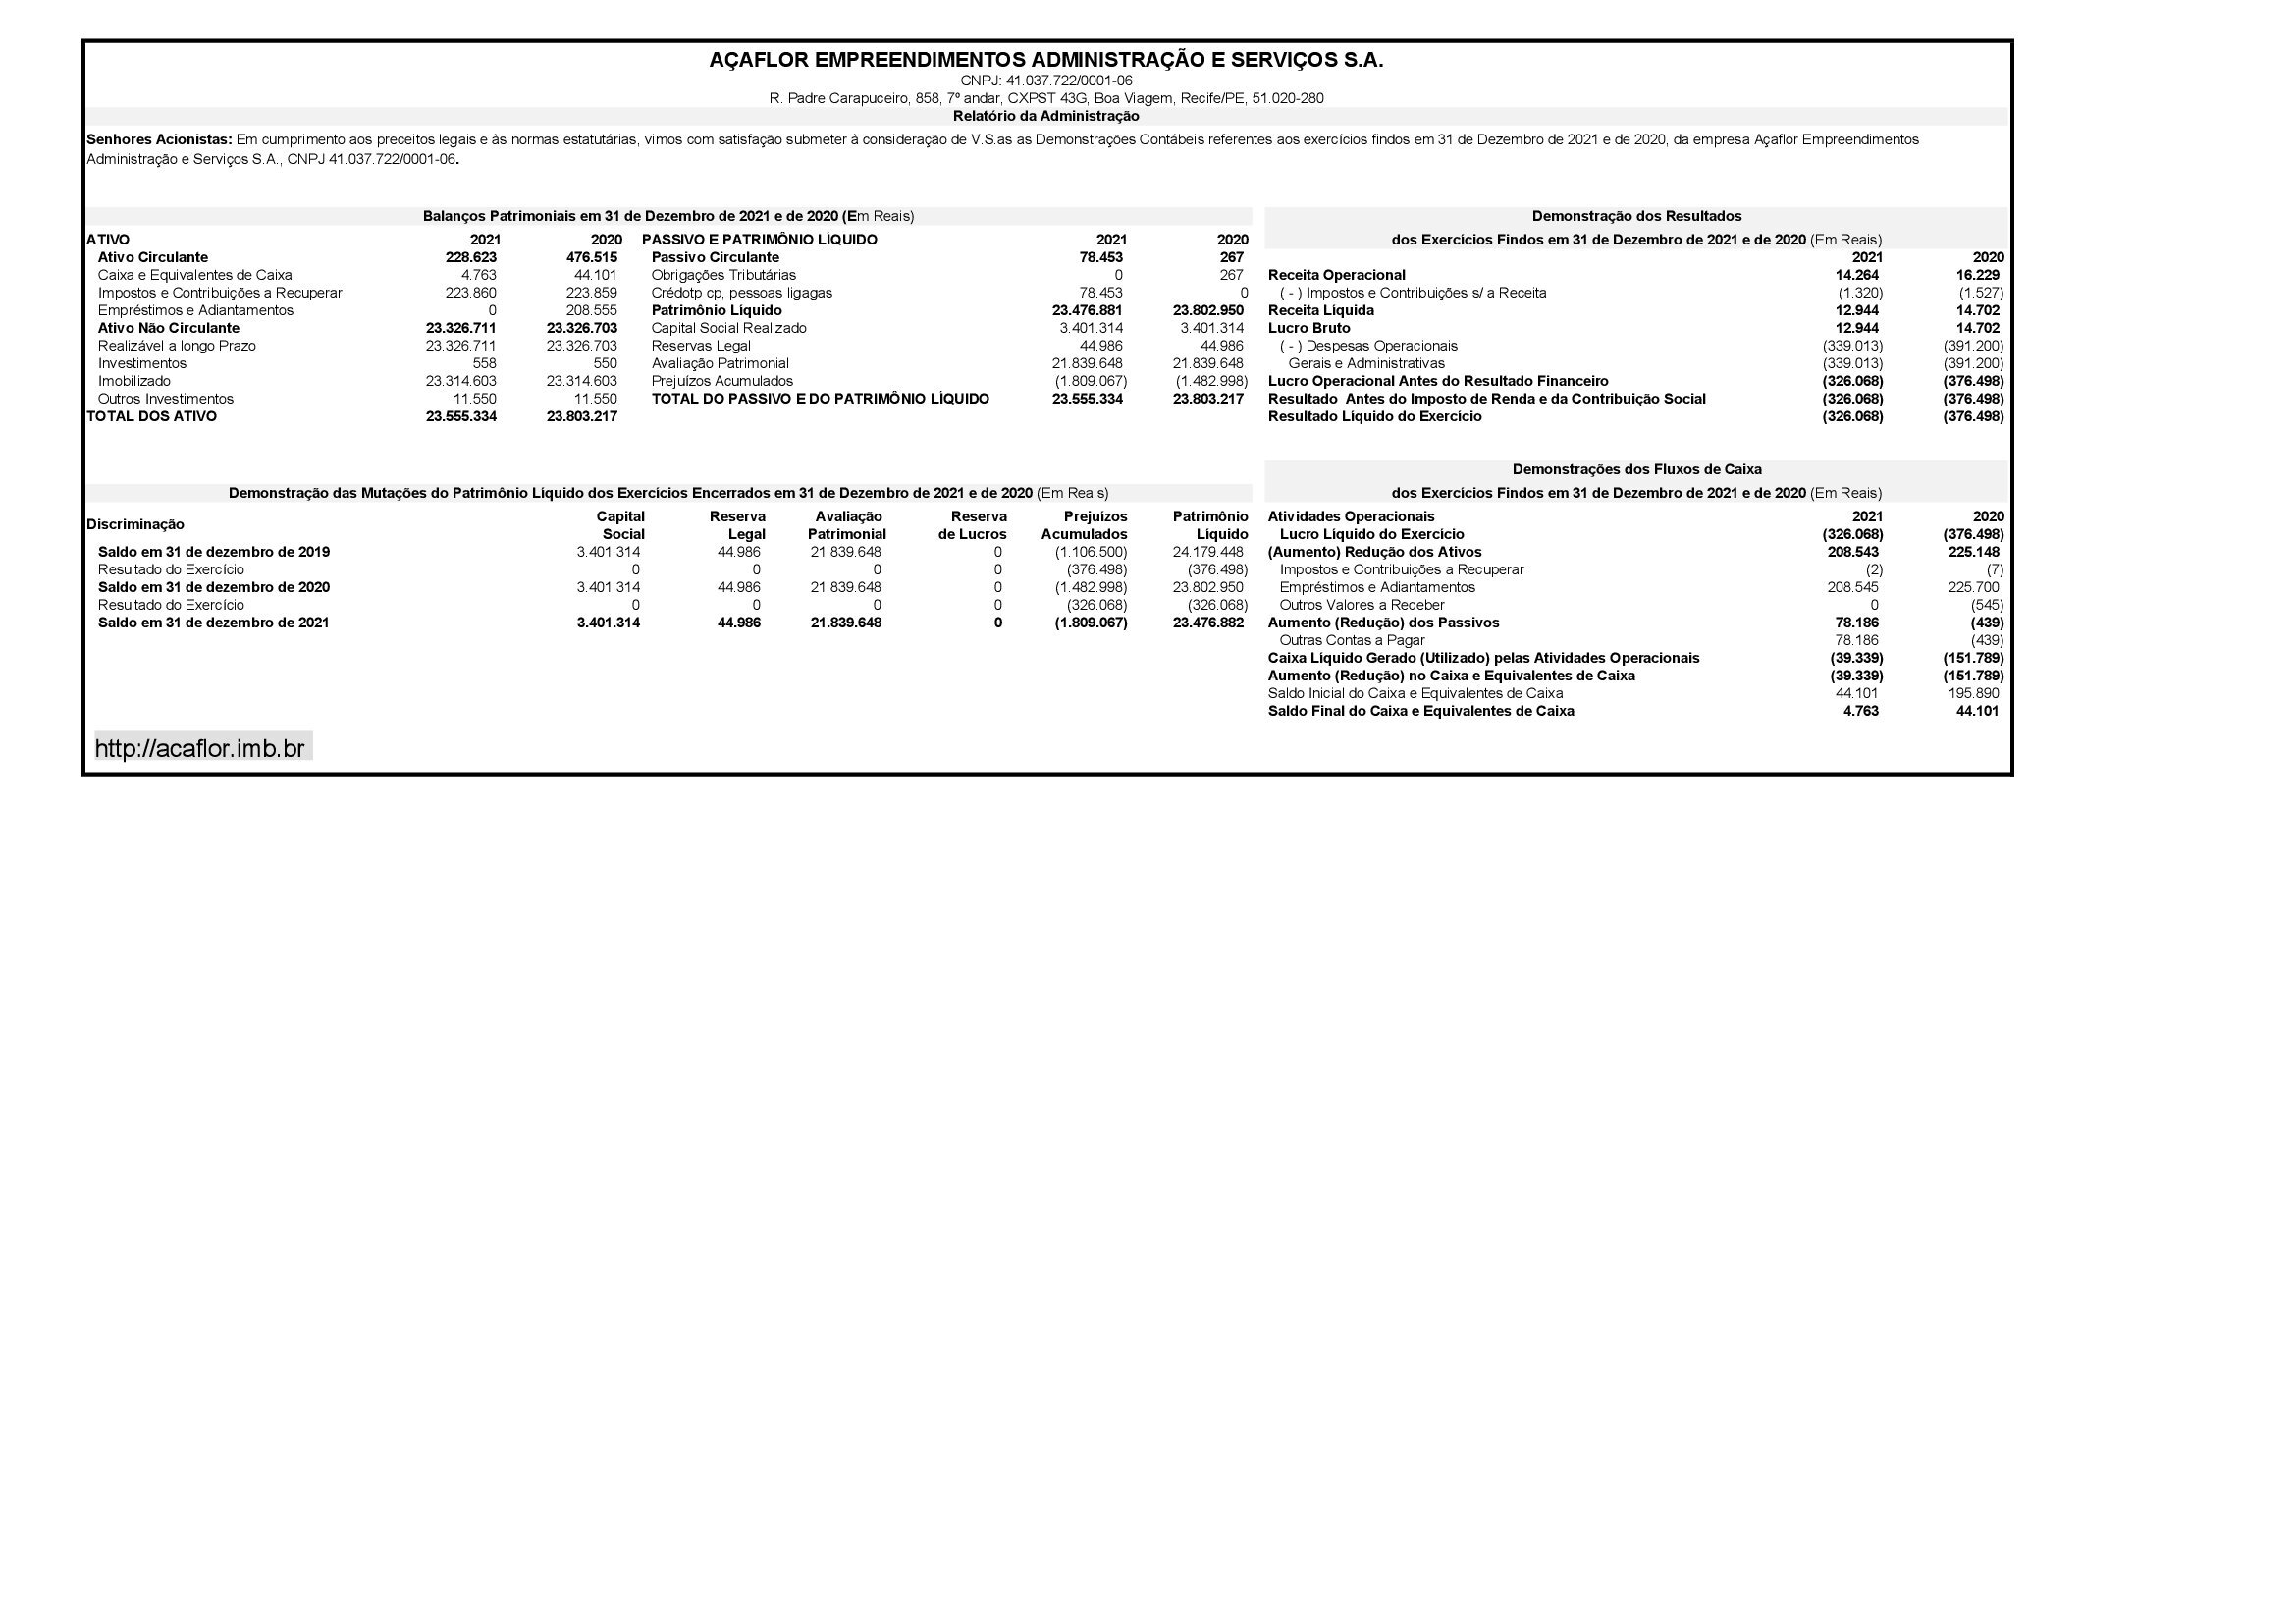 AÇAFLOR EMPREENDIMENTOS ADMINISTRAÇÃO E SERVIÇOS S.A.
CNPJ: 41.037.722/0001-06
R. Padre Carapuceiro, 858, 7º andar, CXPST 43G, Boa Viagem, Recife/PE, 51.020-280
Relatório da Administração
Senhores Acionistas: Em cumprimento aos preceitos legais e às normas estatutárias, vimos com satisfação submeter à consideração de V.S.as as Demonstrações Contábeis referentes aos exercícios findos em 31 de Dezembro de 2021 e de 2020, da empresa Açaflor Empreendimentos
Administração e Serviços S.A., CNPJ 41.037.722/0001-06.
Balanços Patrimoniais em 31 de Dezembro de 2021 e de 2020 (Em Reais)
ATIVO 2021 2020 PASSIVO E PATRIMÔNIO LÍQUIDO 2021 2020
Ativo Circulante 228.623 476.515 Passivo Circulante 78.453 267
Caixa e Equivalentes de Caixa 4.763 44.101 Obrigações Tributárias 0 267
Impostos e Contribuições a Recuperar 223.860 223.859 Crédotp cp, pessoas ligagas 78.453 0
Empréstimos e Adiantamentos 0 208.555 Patrimônio Líquido 23.476.881 23.802.950
Ativo Não Circulante 23.326.711 23.326.703 Capital Social Realizado 3.401.314 3.401.314
Realizável a longo Prazo 23.326.711 23.326.703 Reservas Legal 44.986 44.986
Investimentos 558 550 Avaliação Patrimonial 21.839.648 21.839.648
Imobilizado 23.314.603 23.314.603 Prejuízos Acumulados (1.809.067) (1.482.998)
Outros Investimentos 11.550 11.550 TOTAL DO PASSIVO E DO PATRIMÔNIO LÍQUIDO 23.555.334 23.803.217
TOTAL DOS ATIVO 23.555.334 23.803.217
Demonstração dos Resultados
dos Exercícios Findos em 31 de Dezembro de 2021 e de 2020 (Em Reais)
2021 2020
Receita Operacional 14.264 16.229
( - ) Impostos e Contribuições s/ a Receita (1.320) (1.527)
Receita Líquida 12.944 14.702
Lucro Bruto 12.944 14.702
( - ) Despesas Operacionais (339.013) (391.200)
Gerais e Administrativas (339.013) (391.200)
Lucro Operacional Antes do Resultado Financeiro (326.068) (376.498)
Resultado Antes do Imposto de Renda e da Contribuição Social (326.068) (376.498)
Resultado Líquido do Exercício (326.068) (376.498)
Demonstração das Mutações do Patrimônio Líquido dos Exercícios Encerrados em 31 de Dezembro de 2021 e de 2020 (Em Reais)
Capital Reserva Avaliação Reserva Prejuízos Patrimônio
Discriminação
Social Legal Patrimonial de Lucros Acumulados Líquido
Saldo em 31 de dezembro de 2019 3.401.314 44.986 21.839.648 0 (1.106.500) 24.179.448
Resultado do Exercício 0 0 0 0 (376.498) (376.498)
Saldo em 31 de dezembro de 2020 3.401.314 44.986 21.839.648 0 (1.482.998) 23.802.950
Resultado do Exercício 0 0 0 0 (326.068) (326.068)
Saldo em 31 de dezembro de 2021 3.401.314 44.986 21.839.648 0 (1.809.067) 23.476.882
Demonstrações dos Fluxos de Caixa
dos Exercícios Findos em 31 de Dezembro de 2021 e de 2020 (Em Reais)
Atividades Operacionais 2021 2020
Lucro Líquido do Exercício (326.068) (376.498)
(Aumento) Redução dos Ativos 208.543 225.148
Impostos e Contribuições a Recuperar (2) (7)
Empréstimos e Adiantamentos 208.545 225.700
Outros Valores a Receber 0 (545)
Aumento (Redução) dos Passivos 78.186 (439)
Outras Contas a Pagar 78.186 (439)
Caixa Líquido Gerado (Utilizado) pelas Atividades Operacionais (39.339) (151.789)
Aumento (Redução) no Caixa e Equivalentes de Caixa (39.339) (151.789)
Saldo Inicial do Caixa e Equivalentes de Caixa 44.101 195.890
Saldo Final do Caixa e Equivalentes de Caixa 4.763 44.101
http://acaflor.imb.br